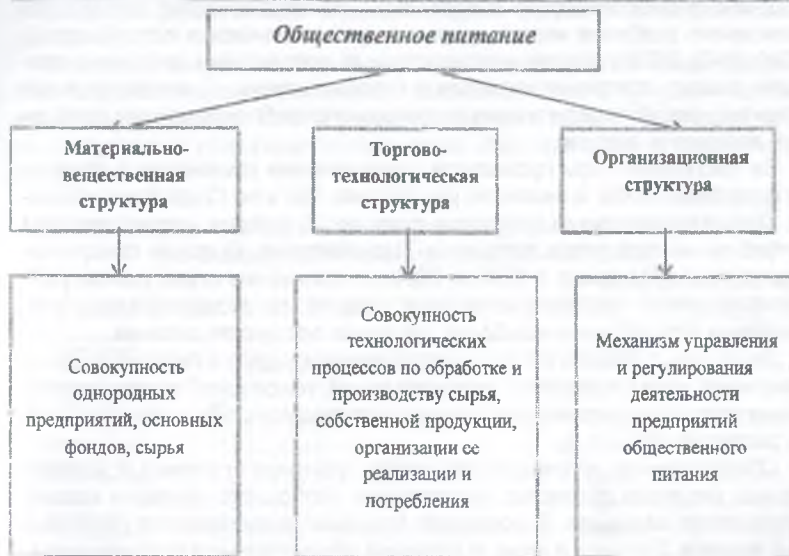 Общественное питание
Материально-
вещественная
структура
Торгово-
технологическая
структура
Организационная
структура
Совокупность
однородных
предприятий, основных
фондов, сырья
Совокупность
технологических
процессов по обработке и
производству сырья,
собственной продукции,
организации ее
реализации и
потребления
Механизм управления
и регулирования
деятельности
предприятий
общественного
питания